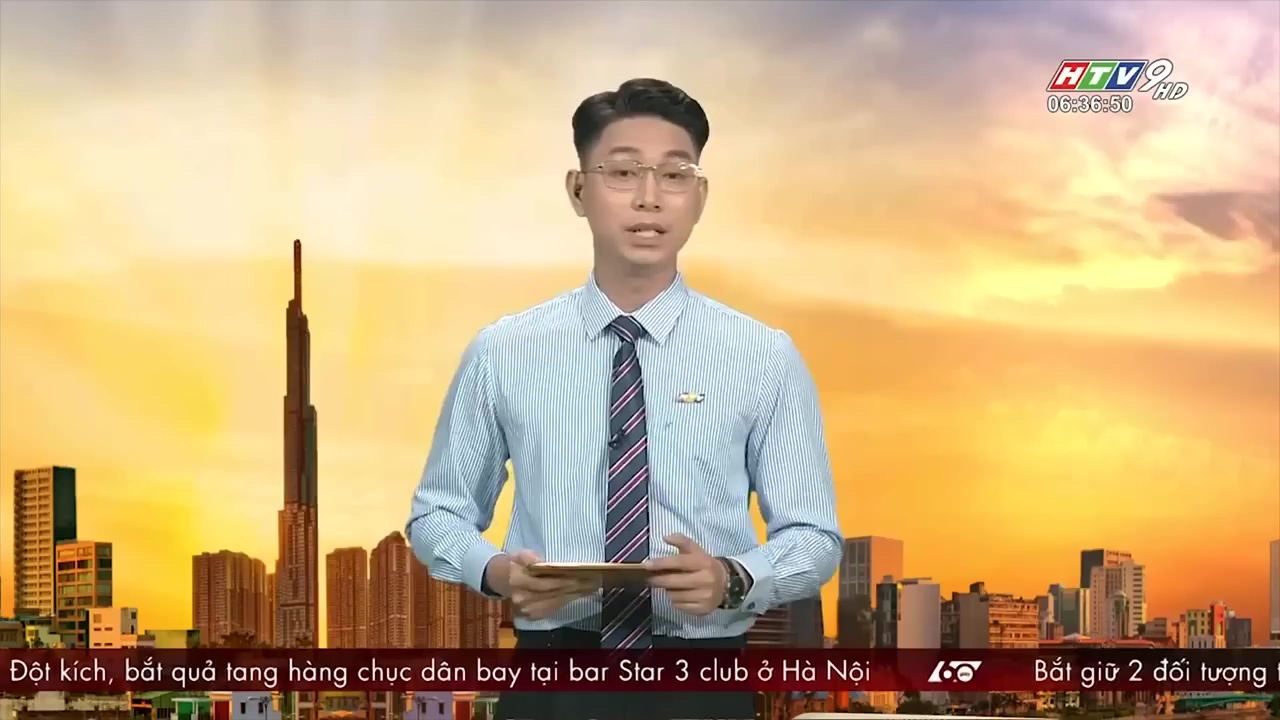 HTV9 HD
06:36:50
Đột kích, bắt quả tang hàng chục dân bay tại bar Star 3 club ở Hà Nội 60 Bắt giữ 2 đối tượng